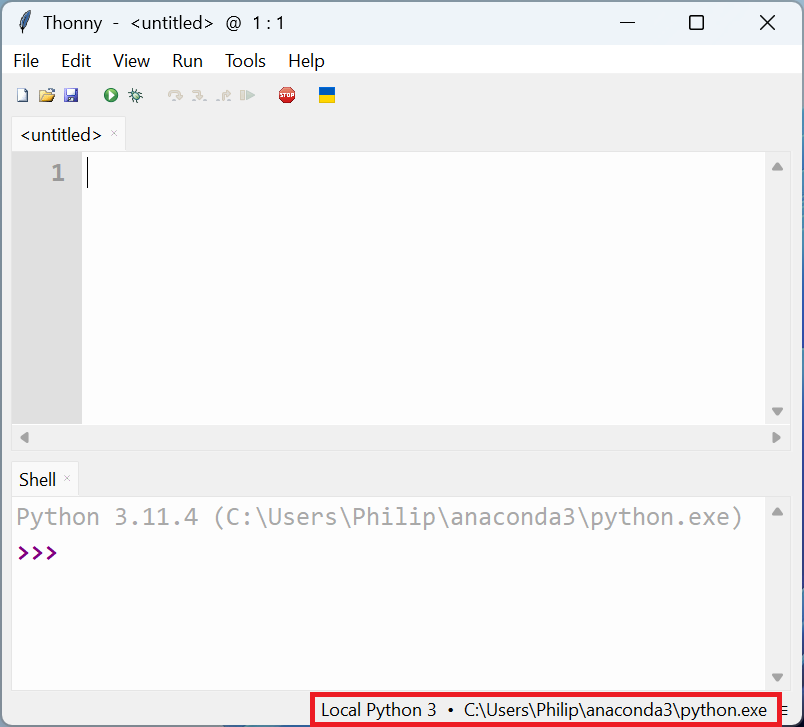 Thonny - <untitled> @ 1 : 1
File Edit View Run Tools Help
STOP
<untitled> ×
1
Shell ×
Python 3.11.4 (C:\Users\Philip\anaconda3\python.exe)
>>>
Local Python 3 • C:\Users\Philip\anaconda3\python.exe